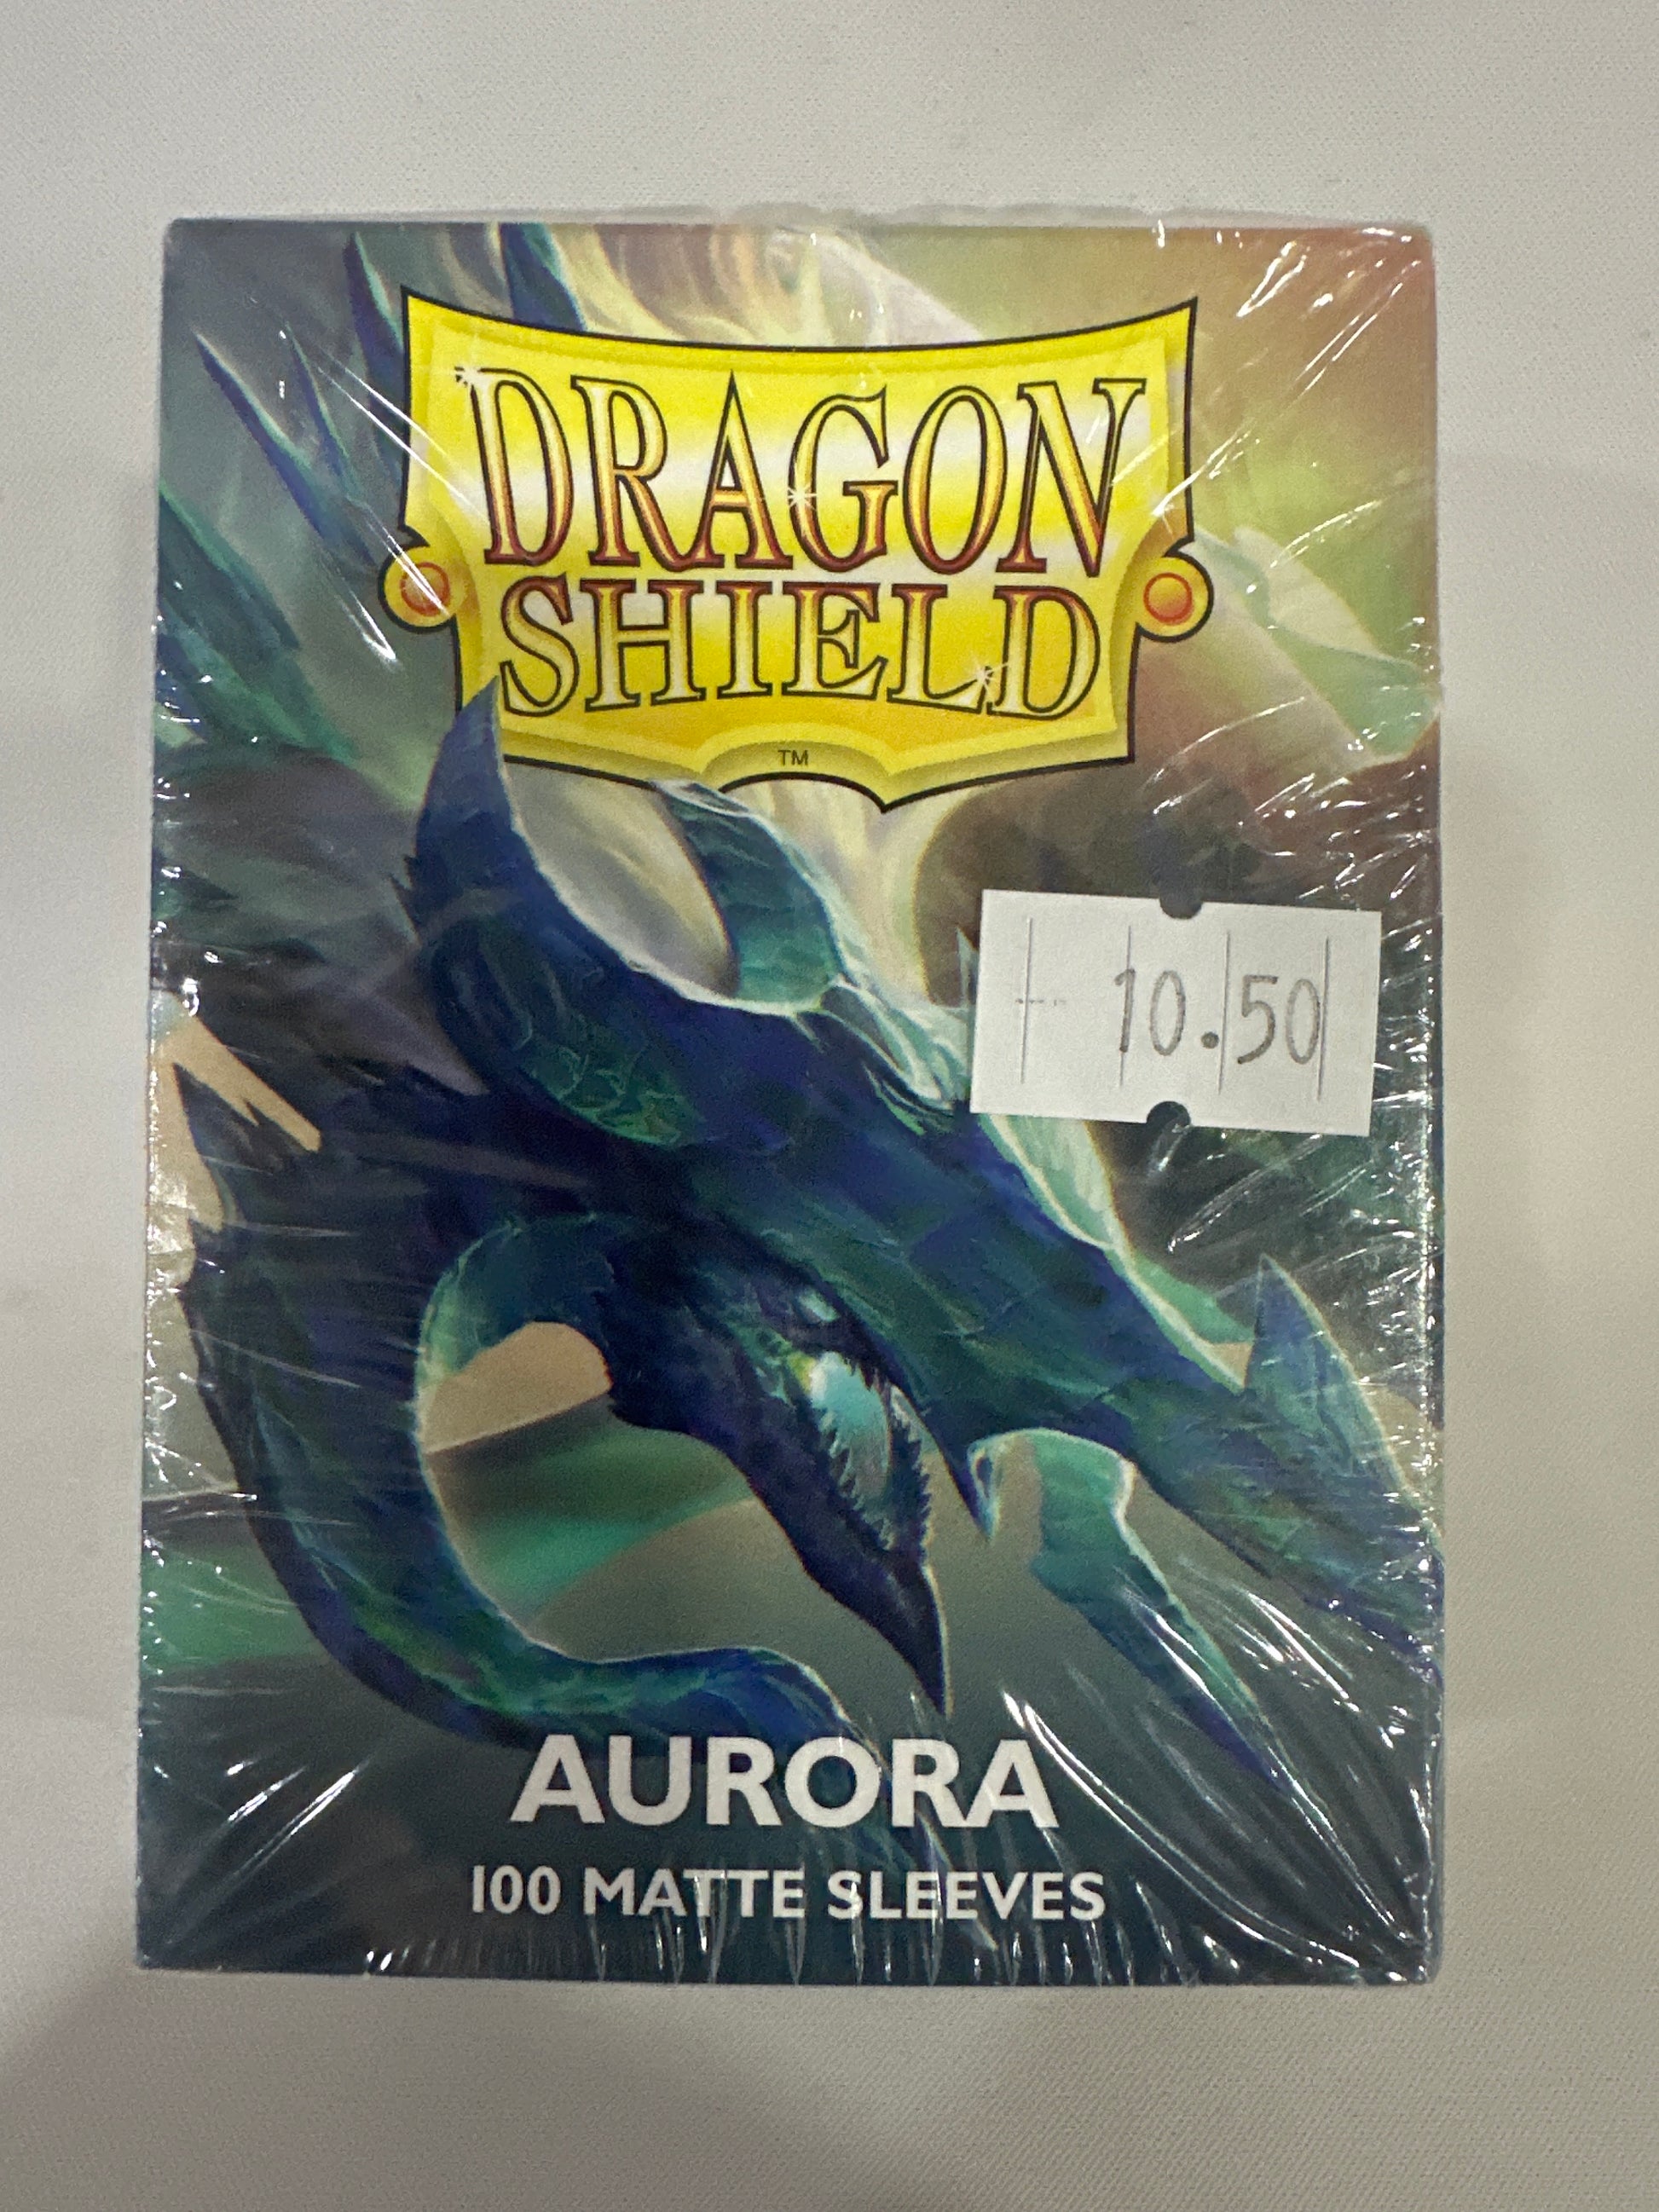 DRAGON
SHIELD
TM
10.50
AURORA
100 MATTE SLEEVES